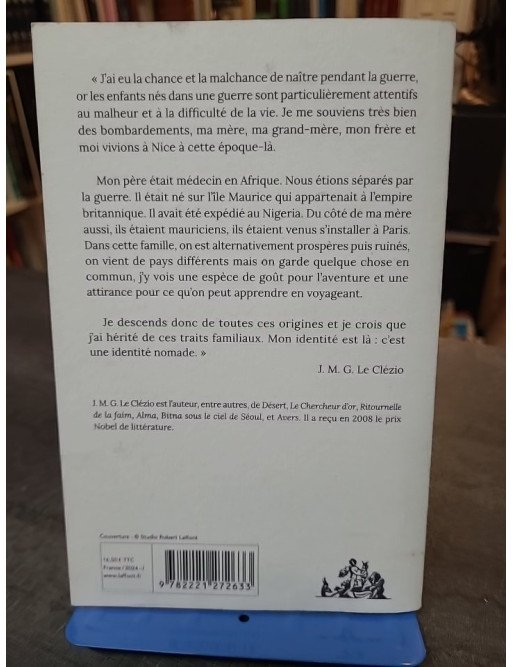 « J'ai eu la chance et la malchance de naître pendant la guerre,
or les enfants nés dans une guerre sont particulièrement attentifs
au malheur et à la difficulté de la vie. Je me souviens très bien
des bombardements, ma mère, ma grand-mère, mon frère et
moi vivions à Nice à cette époque-là.
Mon père était médecin en Afrique. Nous étions séparés par
la guerre. Il était né sur l'île Maurice qui appartenait à l'empire
britannique. Il avait été expédié au Nigeria. Du côté de ma mère
aussi, ils étaient mauriciens, ils étaient venus s'installer à Paris.
Dans cette famille, on est alternativement prospères puis ruinés,
on vient de pays différents mais on garde quelque chose en
commun, j'y vois une espèce de goût pour l'aventure et une
attirance pour ce qu'on peut apprendre en voyageant.
Je descends donc de toutes ces origines et je crois que
j'ai hérité de ces traits familiaux. Mon identité est là : c'est
une identité nomade. »
J. M. G. Le Clézio
J. M. G. Le Clézio est l'auteur, entre autres, de Désert, Le Chercheur d'or, Ritournelle
de la faim, Alma, Bitna sous le ciel de Séoul, et Avers. Il a reçu en 2008 le prix
Nobel de littérature.
Couverture : © Studio Robert Laffont
TTC
France
www.laffont.fr
9 782221 272633